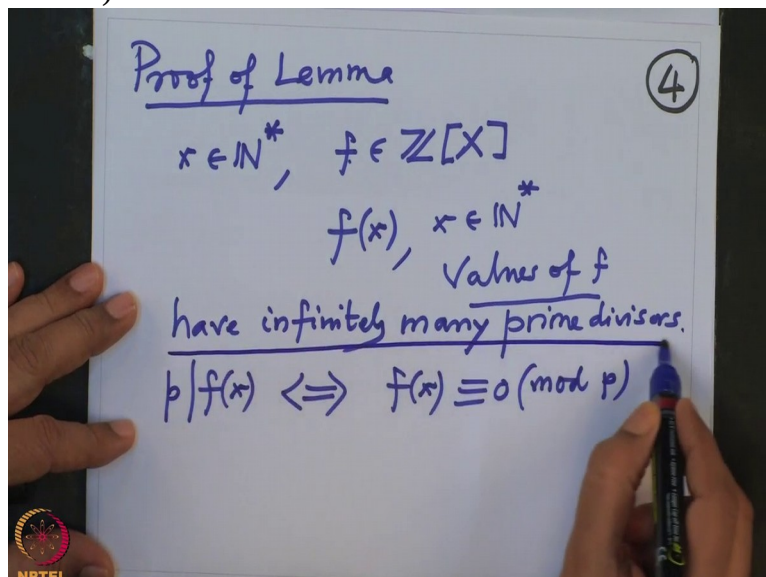 Proof of Lemma
④
x ∈ ℕ*, f ∈ ℤ[X]
f(x), x ∈ ℕ*
Values of f
have infinitely many prime divisors.
p | f(x) ⟺ f(x) ≡ 0 (mod p)
NPTEL